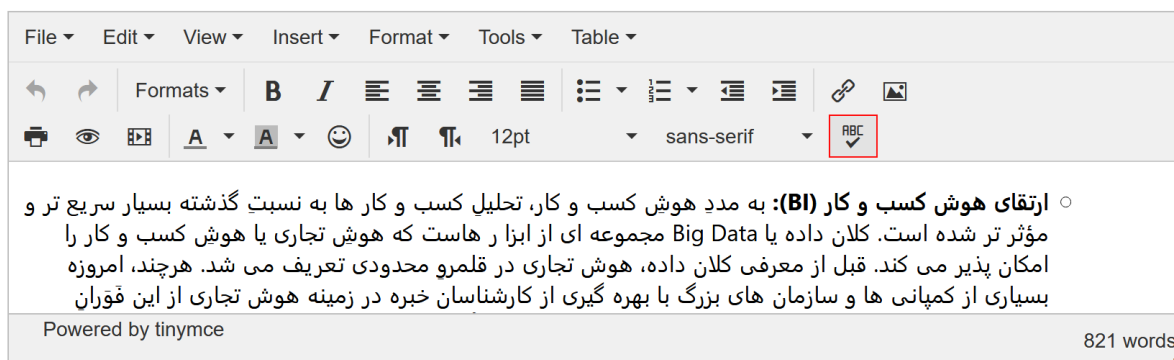 File Edit View Insert Format Tools Table
Formats B I
A A 12pt sans-serif ABC
ارتقای هوش کسب و کار (BI): به مددِ هوشِ کسب و کار، تحلیلِ کسب و کار ها به نسبتِ گذشته بسیار سریع تر و
مؤثر تر شده است. کلان داده یا Big Data مجموعه ای از ابزا ر هاست که هوشِ تجاری یا هوشِ کسب و کار را
امکان پذیر می کند. قبل از معرفی کلان داده، هوش تجاری در قلمروِ محدودی تعریف می شد. هرچند، امروزه
بسیاری از کمپانی ها و سازمان های بزرگ با بهره گیری از کارشناسانِ خبره در زمینه هوش تجاری از این فَوَرانِ
Powered by tinymce
821 words